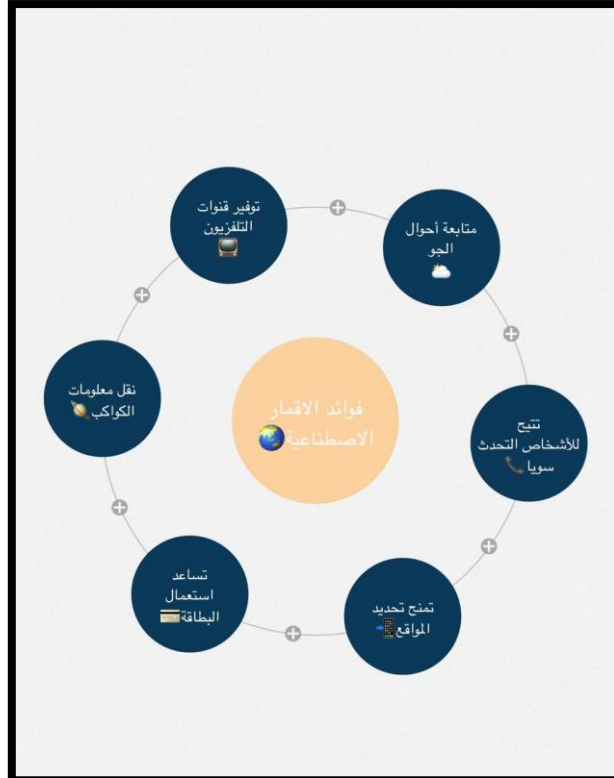 فوائد الاقمار
الاصطناعية🌏
متابعة أحوال
الجو
🌥️
تتيح
للأشخاص التحدث
سويا📞
تمنح تحديد
المواقع📲
تساعد
استعمال
البطاقة💳
نقل معلومات
الكواكب🪐
توفير قنوات
التلفزيون
📺